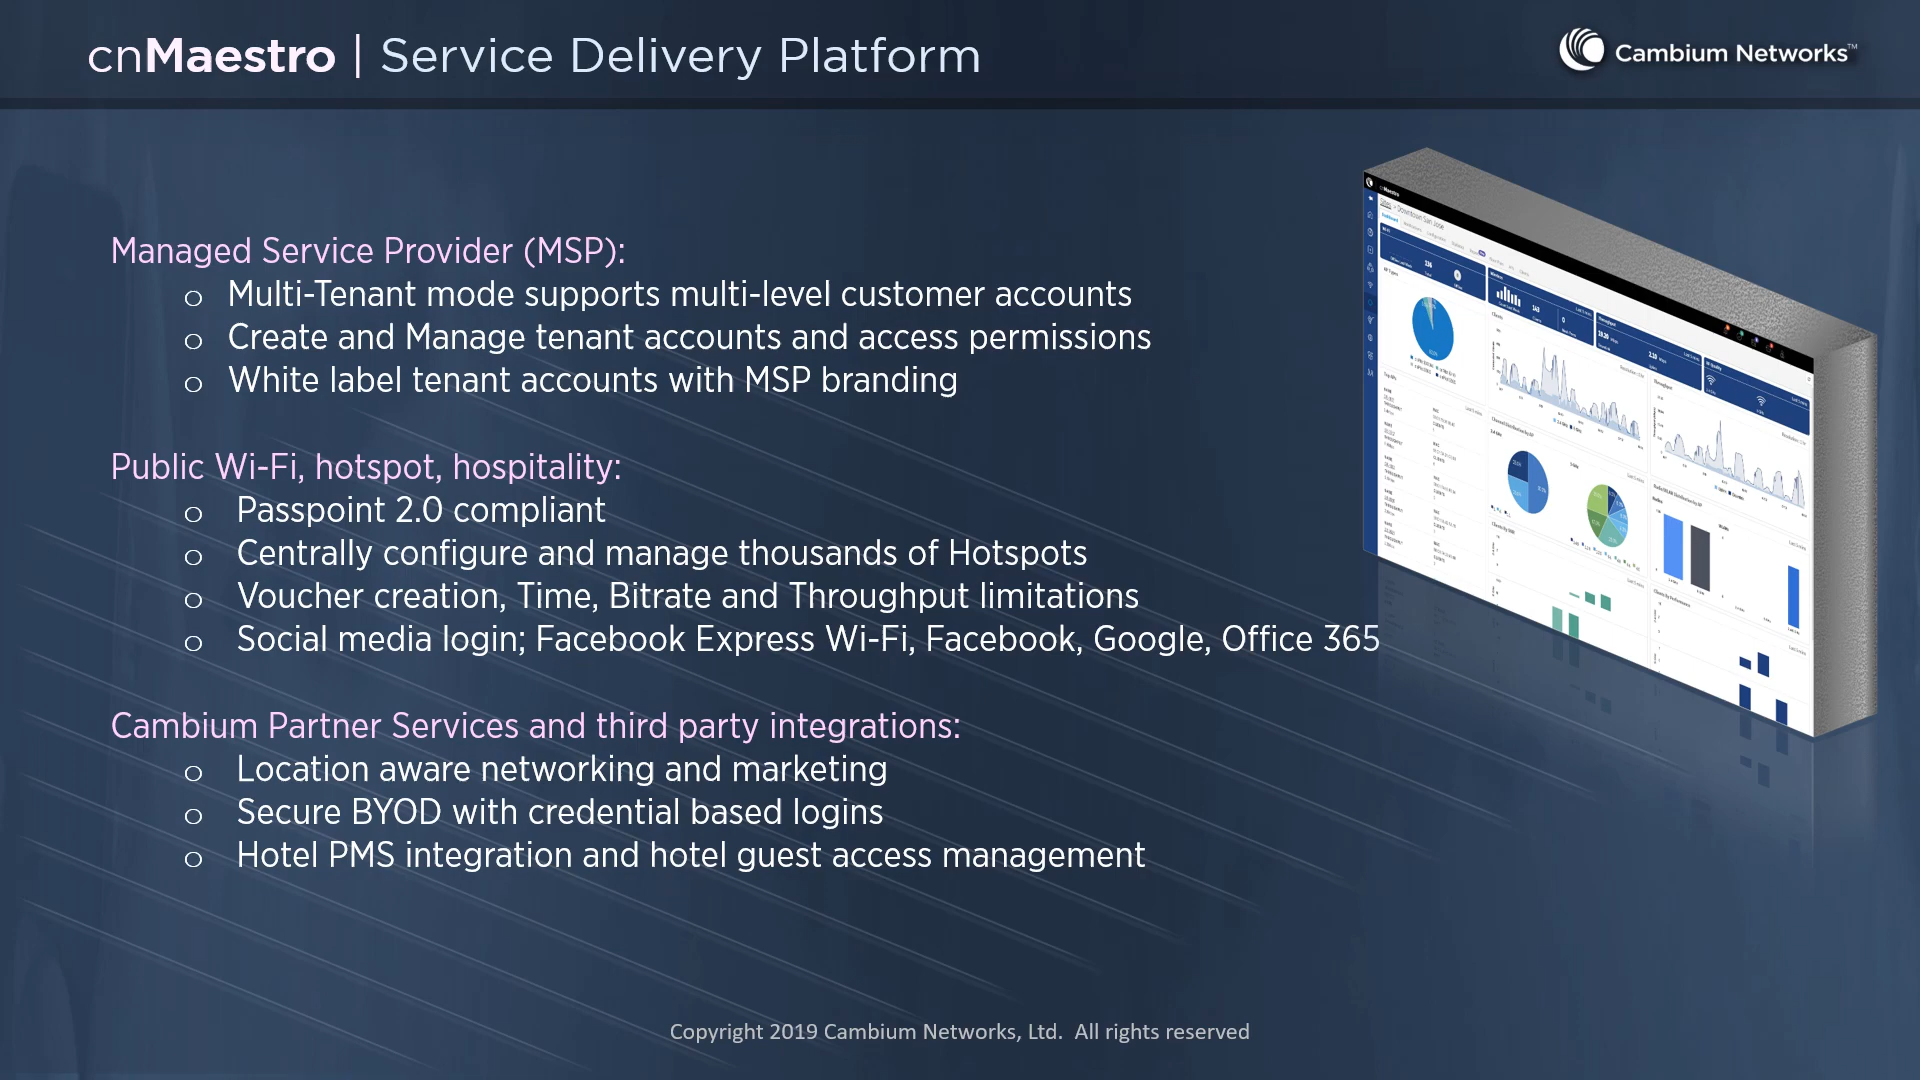 cnMaestro | Service Delivery Platform
Cambium Networks™
Managed Service Provider (MSP):
o Multi-Tenant mode supports multi-level customer accounts
o Create and Manage tenant accounts and access permissions
o White label tenant accounts with MSP branding
Public Wi-Fi, hotspot, hospitality:
o Passpoint 2.0 compliant
o Centrally configure and manage thousands of Hotspots
o Voucher creation, Time, Bitrate and Throughput limitations
o Social media login; Facebook Express Wi-Fi, Facebook, Google, Office 365
Cambium Partner Services and third party integrations:
o Location aware networking and marketing
o Secure BYOD with credential based logins
o Hotel PMS integration and hotel guest access management
cnMaestro
Sites > Downtown San Jose
Copyright 2019 Cambium Networks, Ltd. All rights reserved